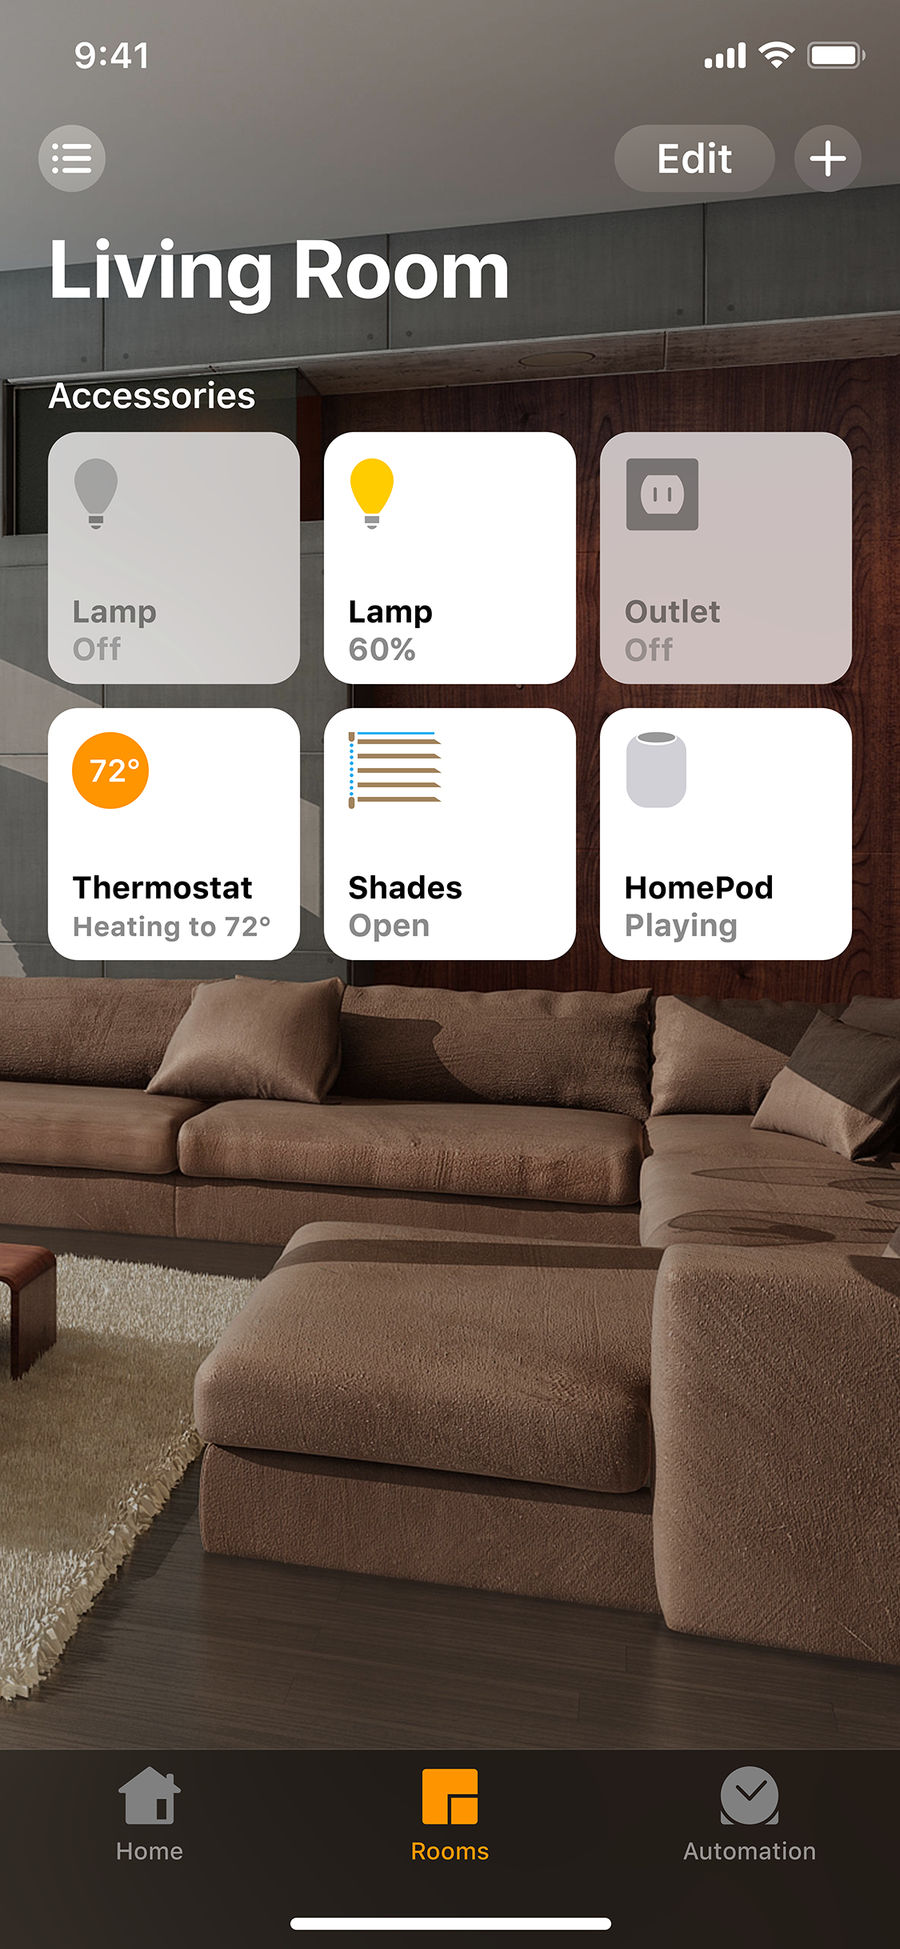 9:41
Edit
Living Room
Accessories
Lamp
Off
Lamp
60%
Outlet
Off
72°
Thermostat
Heating to 72°
Shades
Open
HomePod
Playing
Home
Rooms
Automation